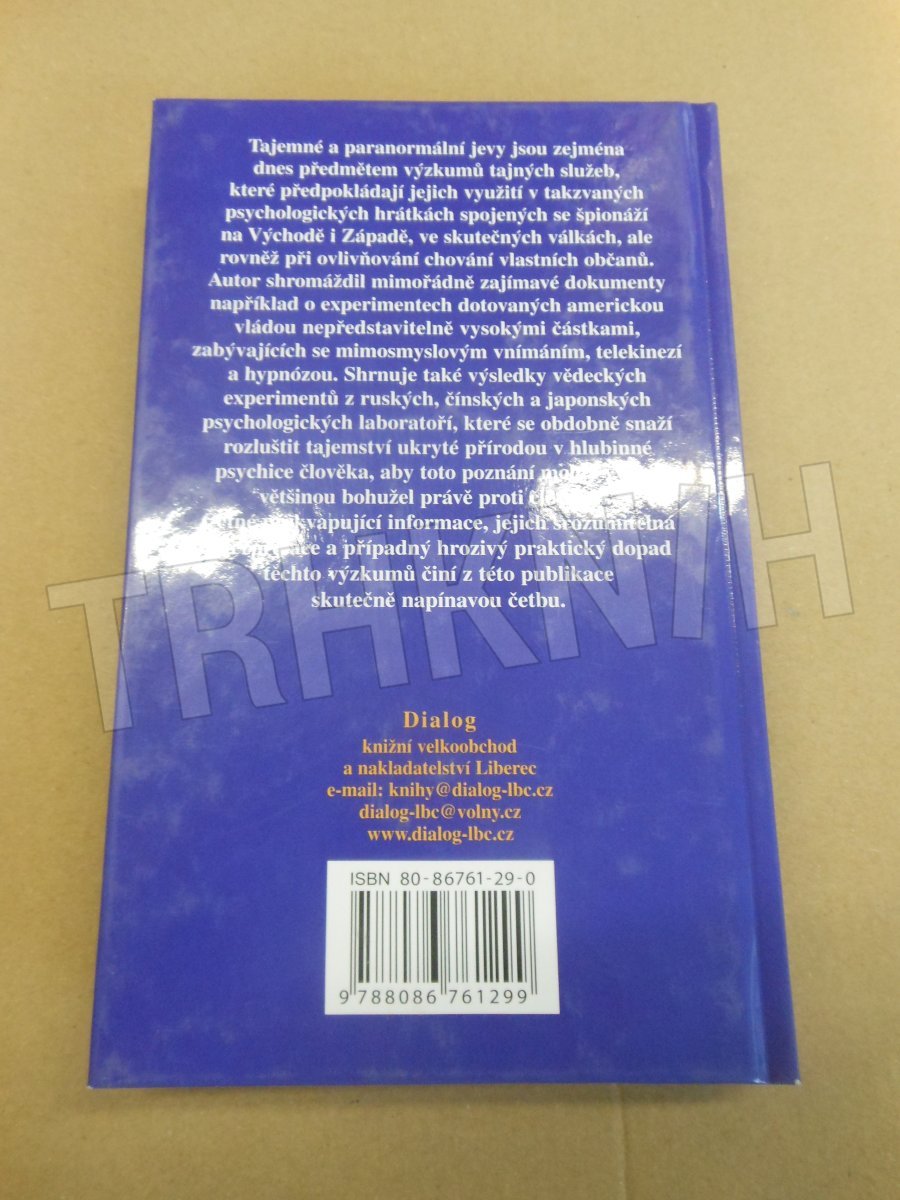 Tajemné a paranormální jevy jsou zejména
dnes předmětem výzkumů tajných služeb,
které předpokládají jejich využití v takzvaných
psychologických hrátkách spojených se špionáží
na Východě i Západě, ve skutečných válkách, ale
rovněž při ovlivňování chování vlastních občanů.
Autor shromáždil mimořádně zajímavé dokumenty
například o experimentech dotovaných americkou
vládou nepředstavitelně vysokými částkami,
zabývajících se mimosmyslovým vnímáním, telekinezí
a hypnózou. Shrnuje také výsledky vědeckých
experimentů z ruských, čínských a japonských
psychologických laboratoří, které se obdobně snaží
rozluštit tajemství ukryté přírodou v hlubinné
psychice člověka, aby toto poznání
většinou bohužel právě proti
informace, jejich srozumitelná
a případný hrozivý praktický dopad
těchto výzkumů činí z této publikace
skutečně napínavou četbu.
TRHKNIH
Dialog
knižní velkoobchod
a nakladatelství Liberec
e-mail: knihy@dialog-lbc.cz
dialog-lbc@volny.cz
www.dialog-lbc.cz
ISBN 80-86761-29-0
9 788086 761299